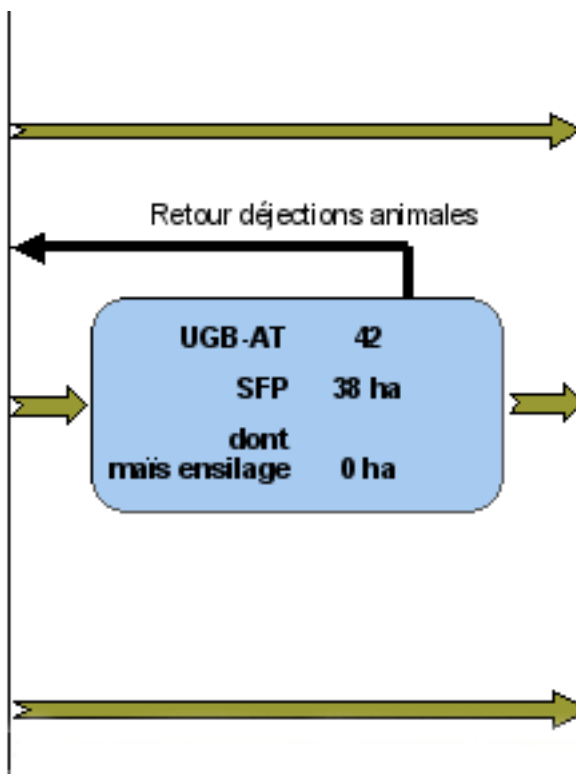 Retour déjections animales
UGB-AT 42
SFP 38 ha
dont
maïs ensilage 0 ha